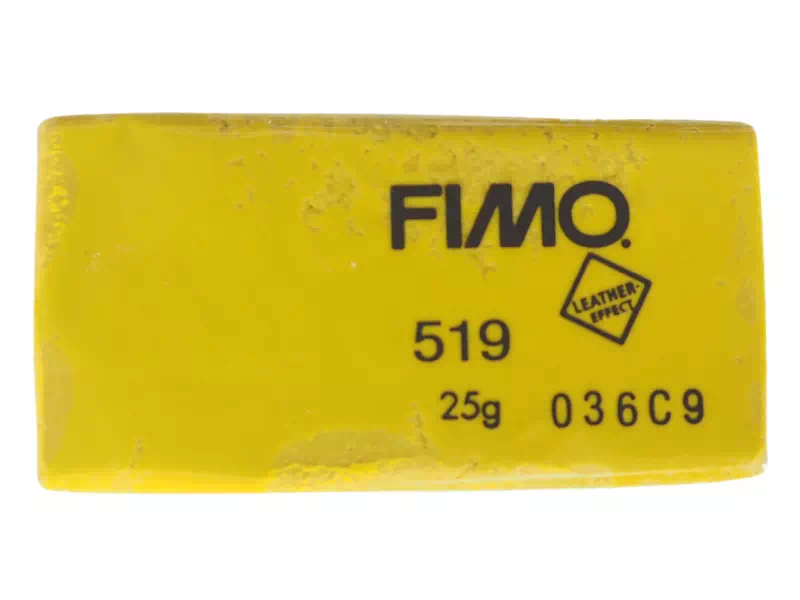 FIMO.
LEATHER-
EFFECT
519
25g 036C9